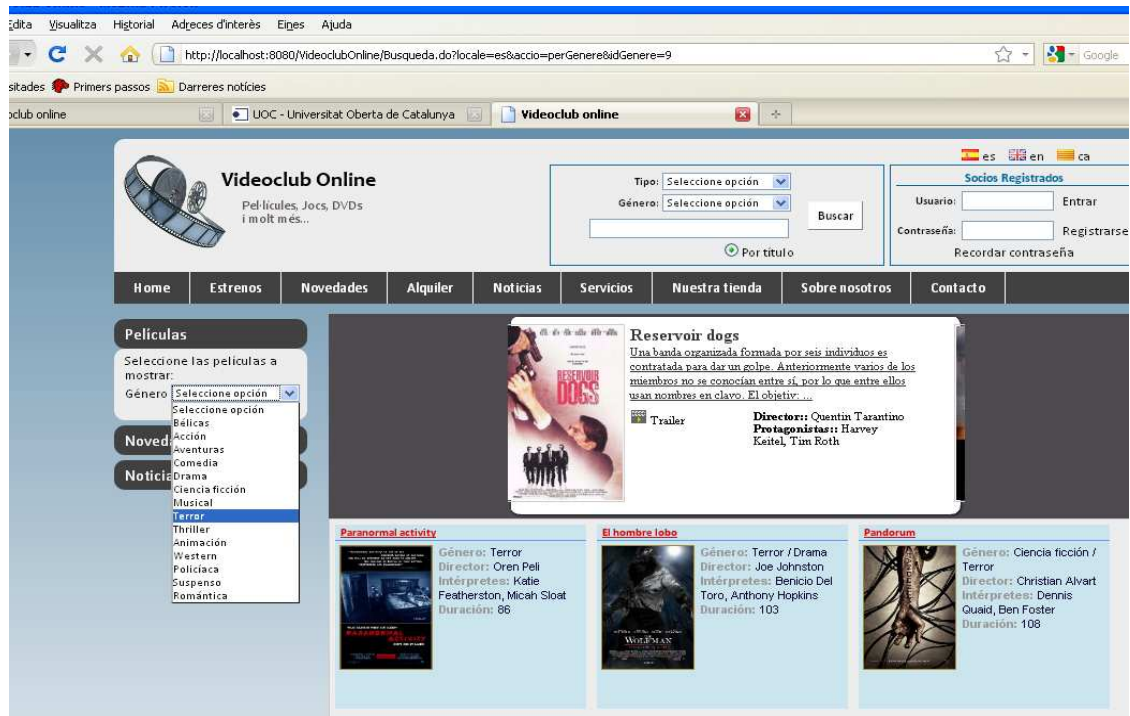 Edita Visualitza Historial Adreces d'interès Eines Ajuda
http://localhost:8080/VideoclubOnline/Busqueda.do?locale=es&accio=perGenere&idGenere=9
Google
sitades Primers passos Darreres notícies
oclub online
UOC - Universitat Oberta de Catalunya
Videoclub online
es en ca
Videoclub Online
Pel·lícules, Jocs, DVDs
i molt més...
Tipo: Seleccione opción
Género: Seleccione opción
Buscar
Por título
Socios Registrados
Usuario: Entrar
Contraseña: Registrarse
Recordar contraseña
Home Estrenos Novedades Alquiler Noticias Servicios Nuestra tienda Sobre nosotros Contacto
Películas
Seleccione las películas a
mostrar:
Género Seleccione opción
Seleccione opción
Bélicas
Acción
Aventuras
Comedia
Drama
Ciencia ficción
Musical
Terror
Thriller
Animación
Western
Policíaca
Suspenso
Romántica
Noved
Noticia
RESERVOIR
DOGS
Reservoir dogs
Una banda organizada formada por seis individuos es
contratada para dar un golpe. Anteriormente varios de los
miembros no se conocían entre sí, por lo que entre ellos
usan nombres en clavo. El objetiv: ...
Trailer
Director:: Quentin Tarantino
Protagonistas:: Harvey
Keitel, Tim Roth
Paranormal activity
PARANORMAL
ACTIVITY
Género: Terror
Director: Oren Peli
Intérpretes: Katie
Featherston, Micah Sloat
Duración: 86
El hombre lobo
WOLFMAN
Género: Terror / Drama
Director: Joe
Johnston
Intérpretes: Benicio Del
Toro, Anthony Hopkins
Duración: 103
Pandorum
Género: Ciencia ficción /
Terror
Director: Christian Alvart
Intérpretes: Dennis
Quaid, Ben Foster
Duración: 108